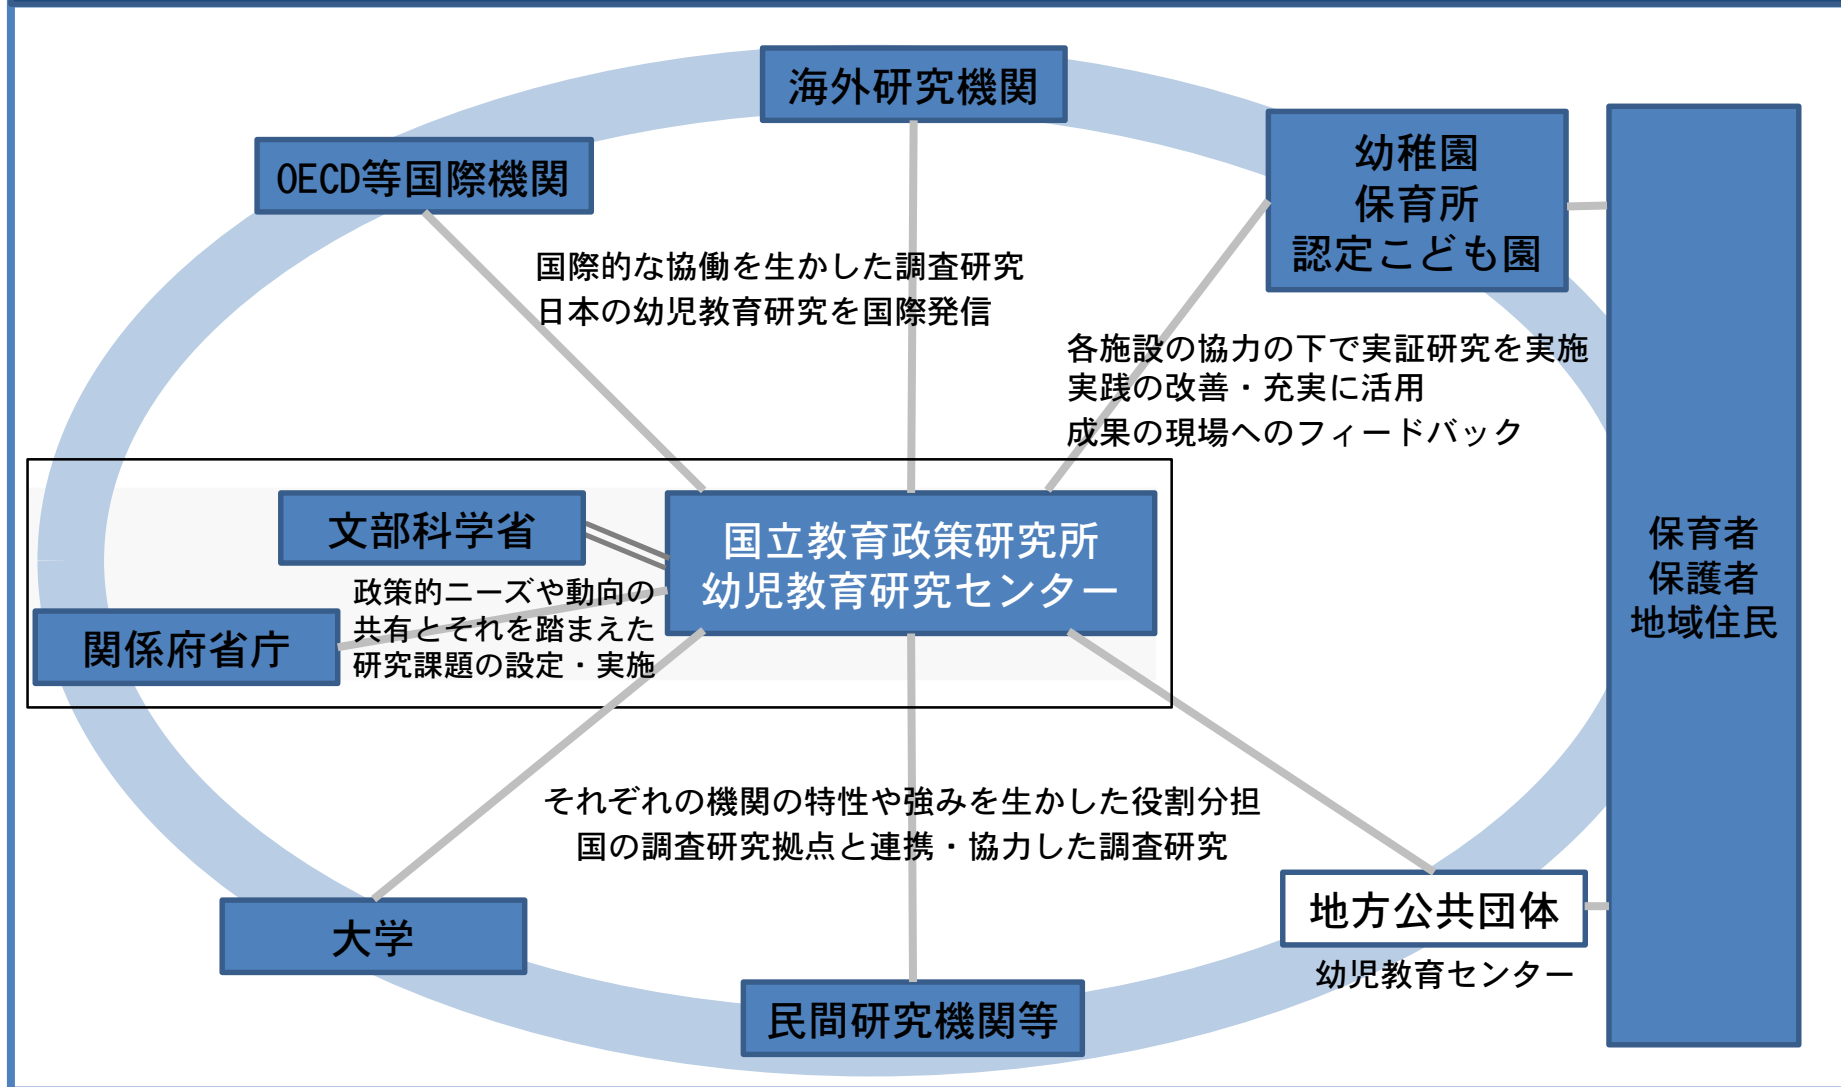 海外研究機関
OECD等国際機関
幼稚園
保育所
認定こども園
国際的な協働を生かした調査研究
日本の幼児教育研究を国際発信
各施設の協力の下で実証研究を実施
実践の改善・充実に活用
成果の現場へのフィードバック
文部科学省
国立教育政策研究所
幼児教育研究センター
保育者
保護者
地域住民
政策的ニーズや動向の
共有とそれを踏まえた
研究課題の設定・実施
関係府省庁
それぞれの機関の特性や強みを生かした役割分担
国の調査研究拠点と連携・協力した調査研究
大学
地方公共団体
幼児教育センター
民間研究機関等